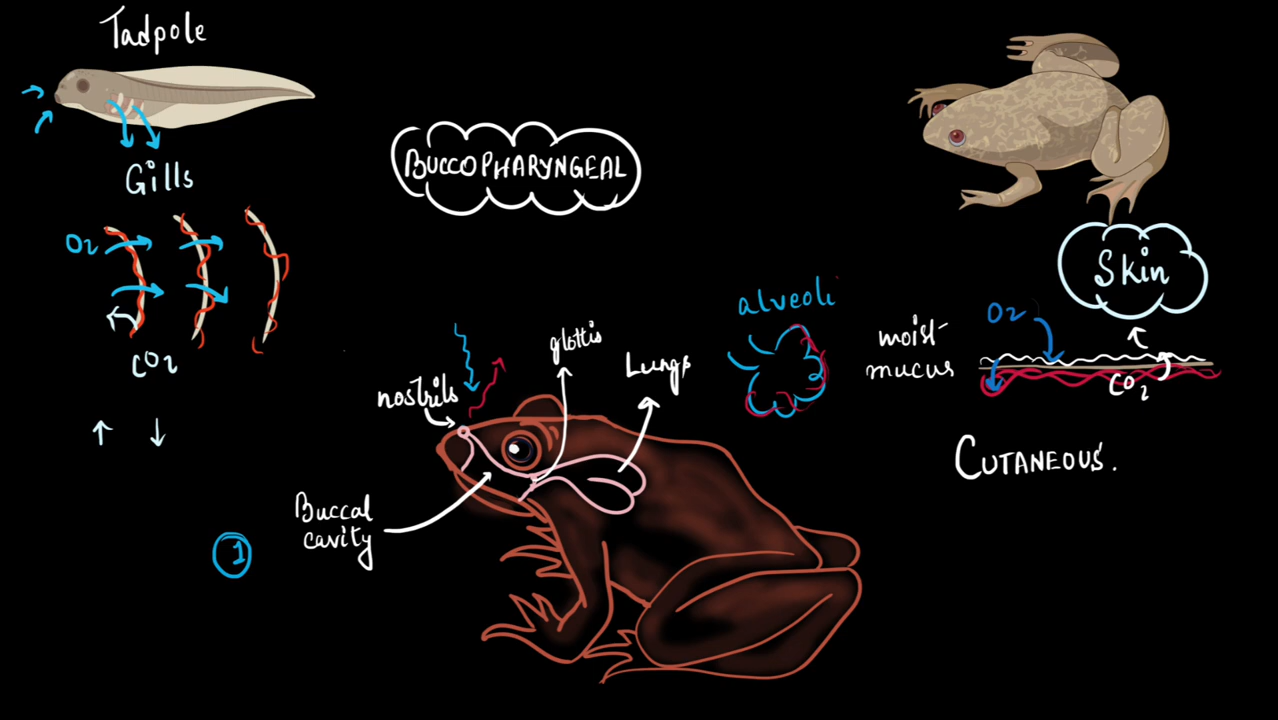 Tadpole
Gills
O2
CO2
BUCCOPHARYNGEAL
nostrils
glottis
Lungs
alveoli
Buccal
cavity
1
Skin
moist
mucus
O2
CO2
CUTANEOUS.